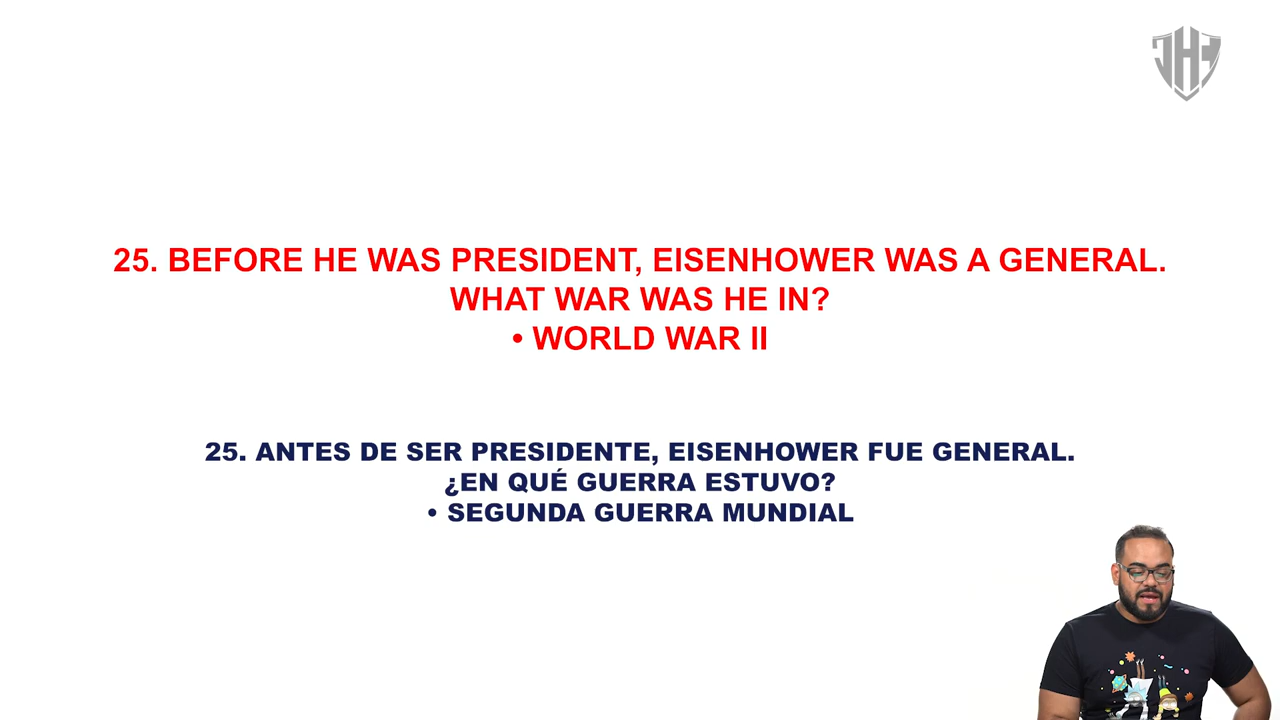 JHE
25. BEFORE HE WAS PRESIDENT, EISENHOWER WAS A GENERAL.
WHAT WAR WAS HE IN?
• WORLD WAR II
25. ANTES DE SER PRESIDENTE, EISENHOWER FUE GENERAL.
¿EN QUÉ GUERRA ESTUVO?
• SEGUNDA GUERRA MUNDIAL